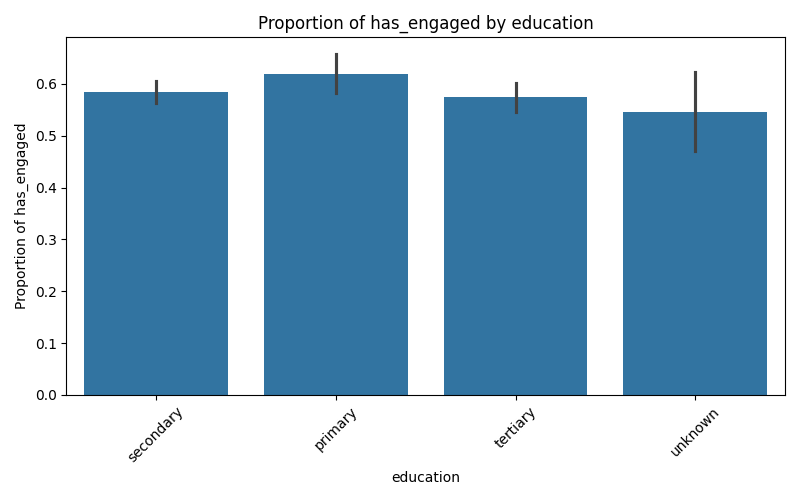 Proportion of has_engaged by education
Proportion of has_engaged
0.6
0.5
0.4
0.3
0.2
0.1
0.0
secondary
primary
tertiary
unknown
education